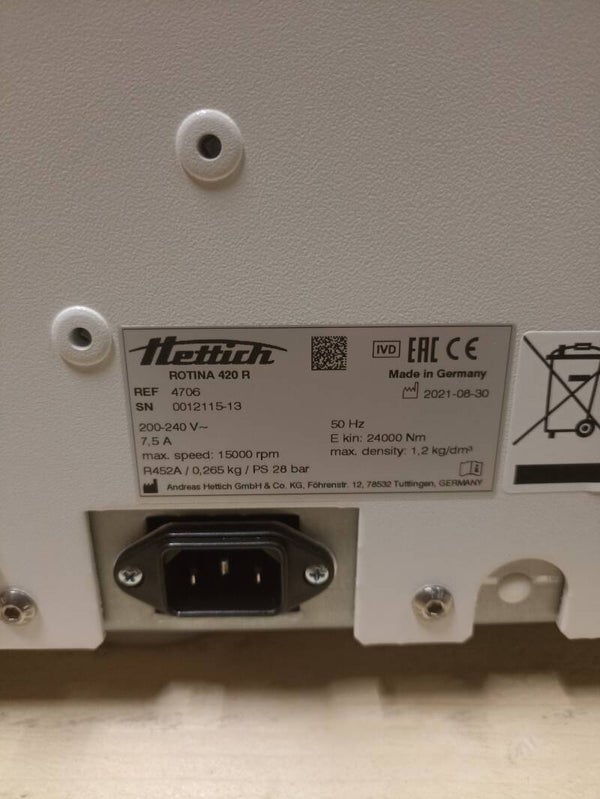 Hettich
ROTINA 420 R
REF 4706
SN 0012115-13
IVD EAC CE
Made in Germany
2021-08-30
200-240 V~
7,5 A
max. speed: 15000 rpm
R452A / 0,265 kg / PS 28 bar
50 Hz
E kin: 24000 Nm
max. density: 1,2 kg/dm³
Andreas Hettich GmbH & Co. KG, Föhrenstr. 12, 78532 Tuttlingen, GERMANY